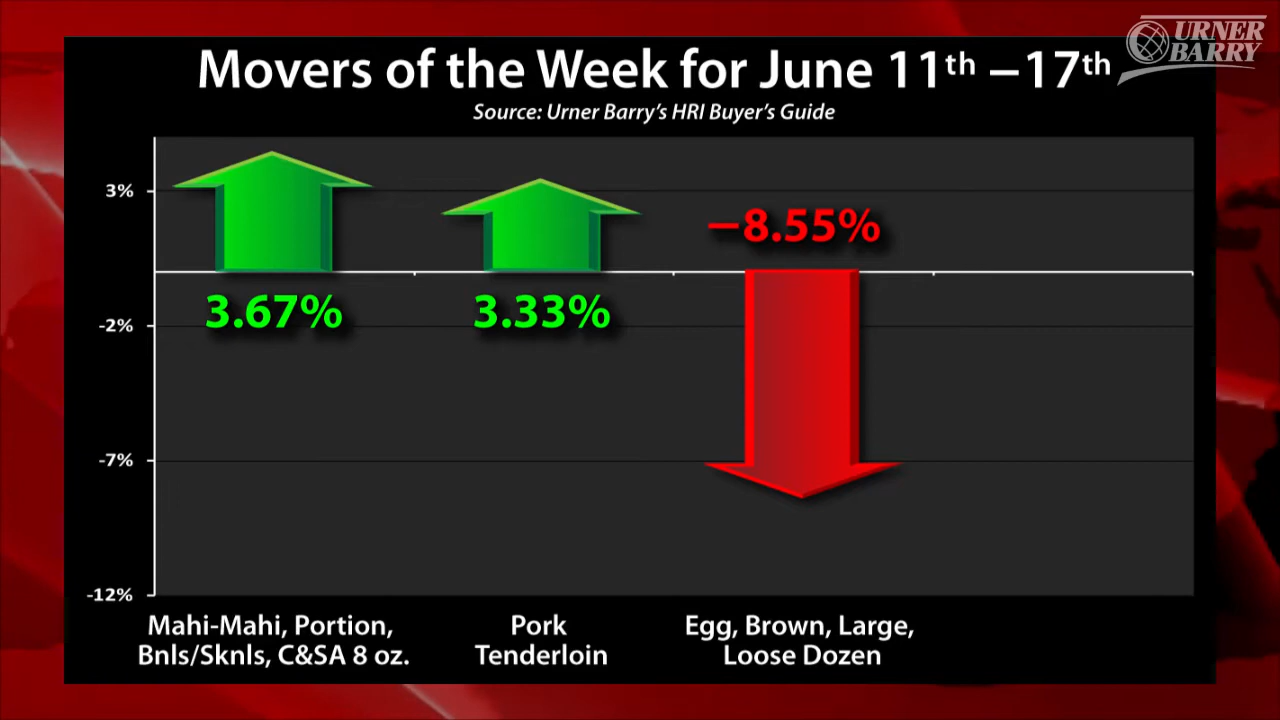 URNER
BARRY
Movers of the Week for June 11th –17th
Source: Urner Barry's HRI Buyer's Guide
3%
-2%
-7%
-12%
3.67%
3.33%
–8.55%
Mahi-Mahi, Portion,
Bnls/Sknls, C&SA 8 oz.
Pork
Tenderloin
Egg, Brown, Large,
Loose Dozen